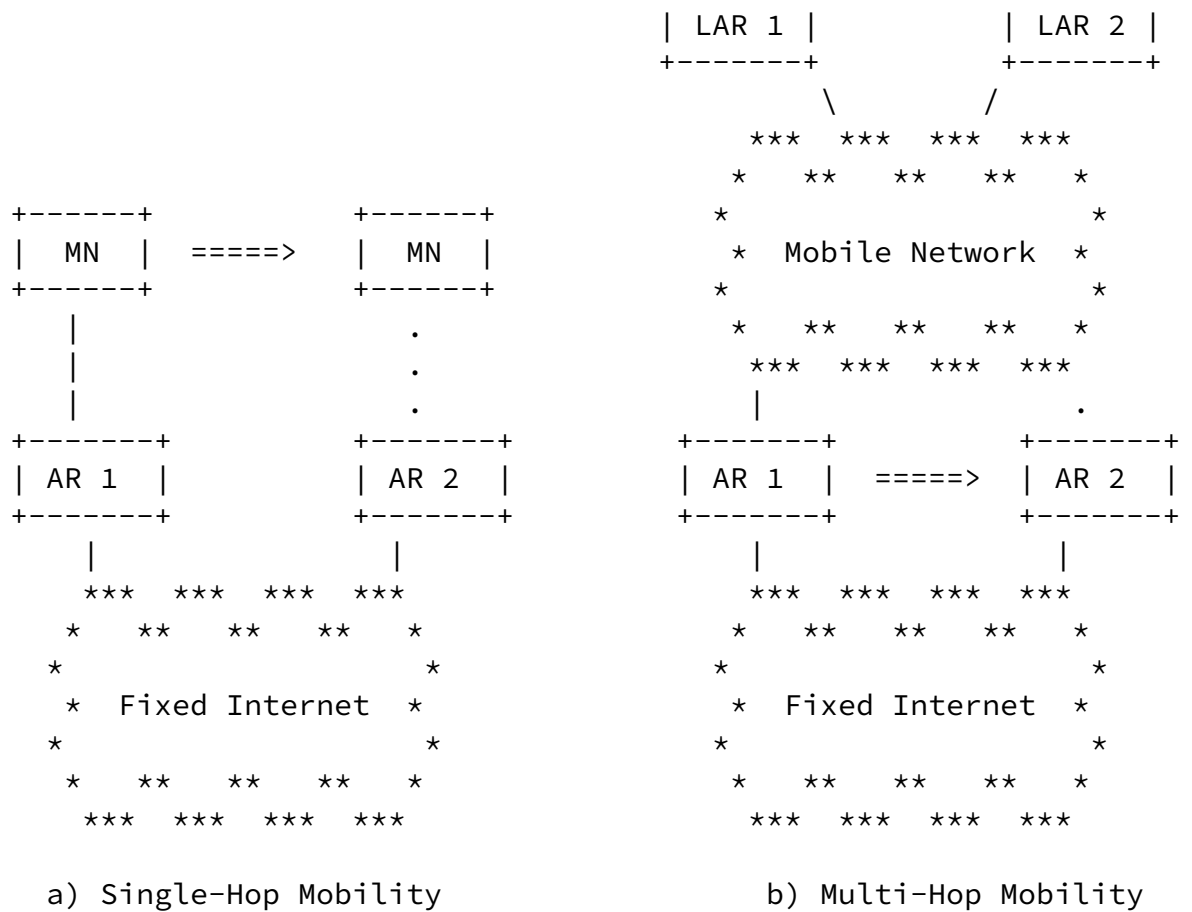 | LAR 1 | | LAR 2 |
+-------+ +-------+
\ /
*** *** *** ***
* ** ** ** *
+------+ +------+ * *
| MN | =====> | MN | * Mobile Network *
+------+ +------+ * *
| . * ** ** ** *
| . *** *** *** ***
| . | .
+-------+ +-------+ +-------+ +-------+
| AR 1 | | AR 2 | | AR 1 | =====> | AR 2 |
+-------+ +-------+ +-------+ +-------+
| | | |
*** *** *** *** *** *** *** ***
* ** ** ** * * ** ** ** *
* * * *
* Fixed Internet * * Fixed Internet *
* * * *
* ** ** ** * * ** ** ** *
*** *** *** *** *** *** *** ***
a) Single-Hop Mobility b) Multi-Hop Mobility